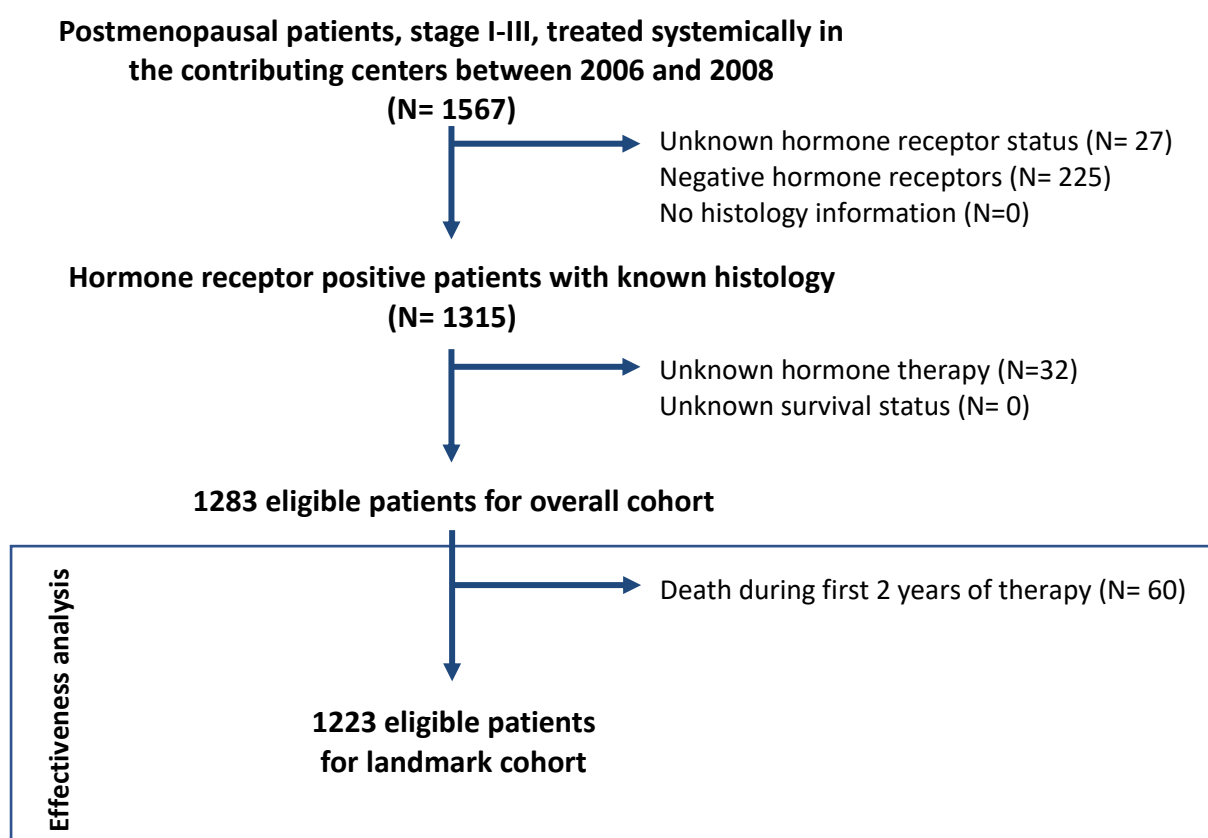 Postmenopausal patients, stage I-III, treated systemically in
the contributing centers between 2006 and 2008
(N= 1567)
Unknown hormone receptor status (N= 27)
Negative hormone receptors (N= 225)
No histology information (N=0)
Hormone receptor positive patients with known histology
(N= 1315)
Unknown hormone therapy (N=32)
Unknown survival status (N= 0)
1283 eligible patients for overall cohort
Effectiveness analysis
Death during first 2 years of therapy (N= 60)
1223 eligible patients
for landmark cohort